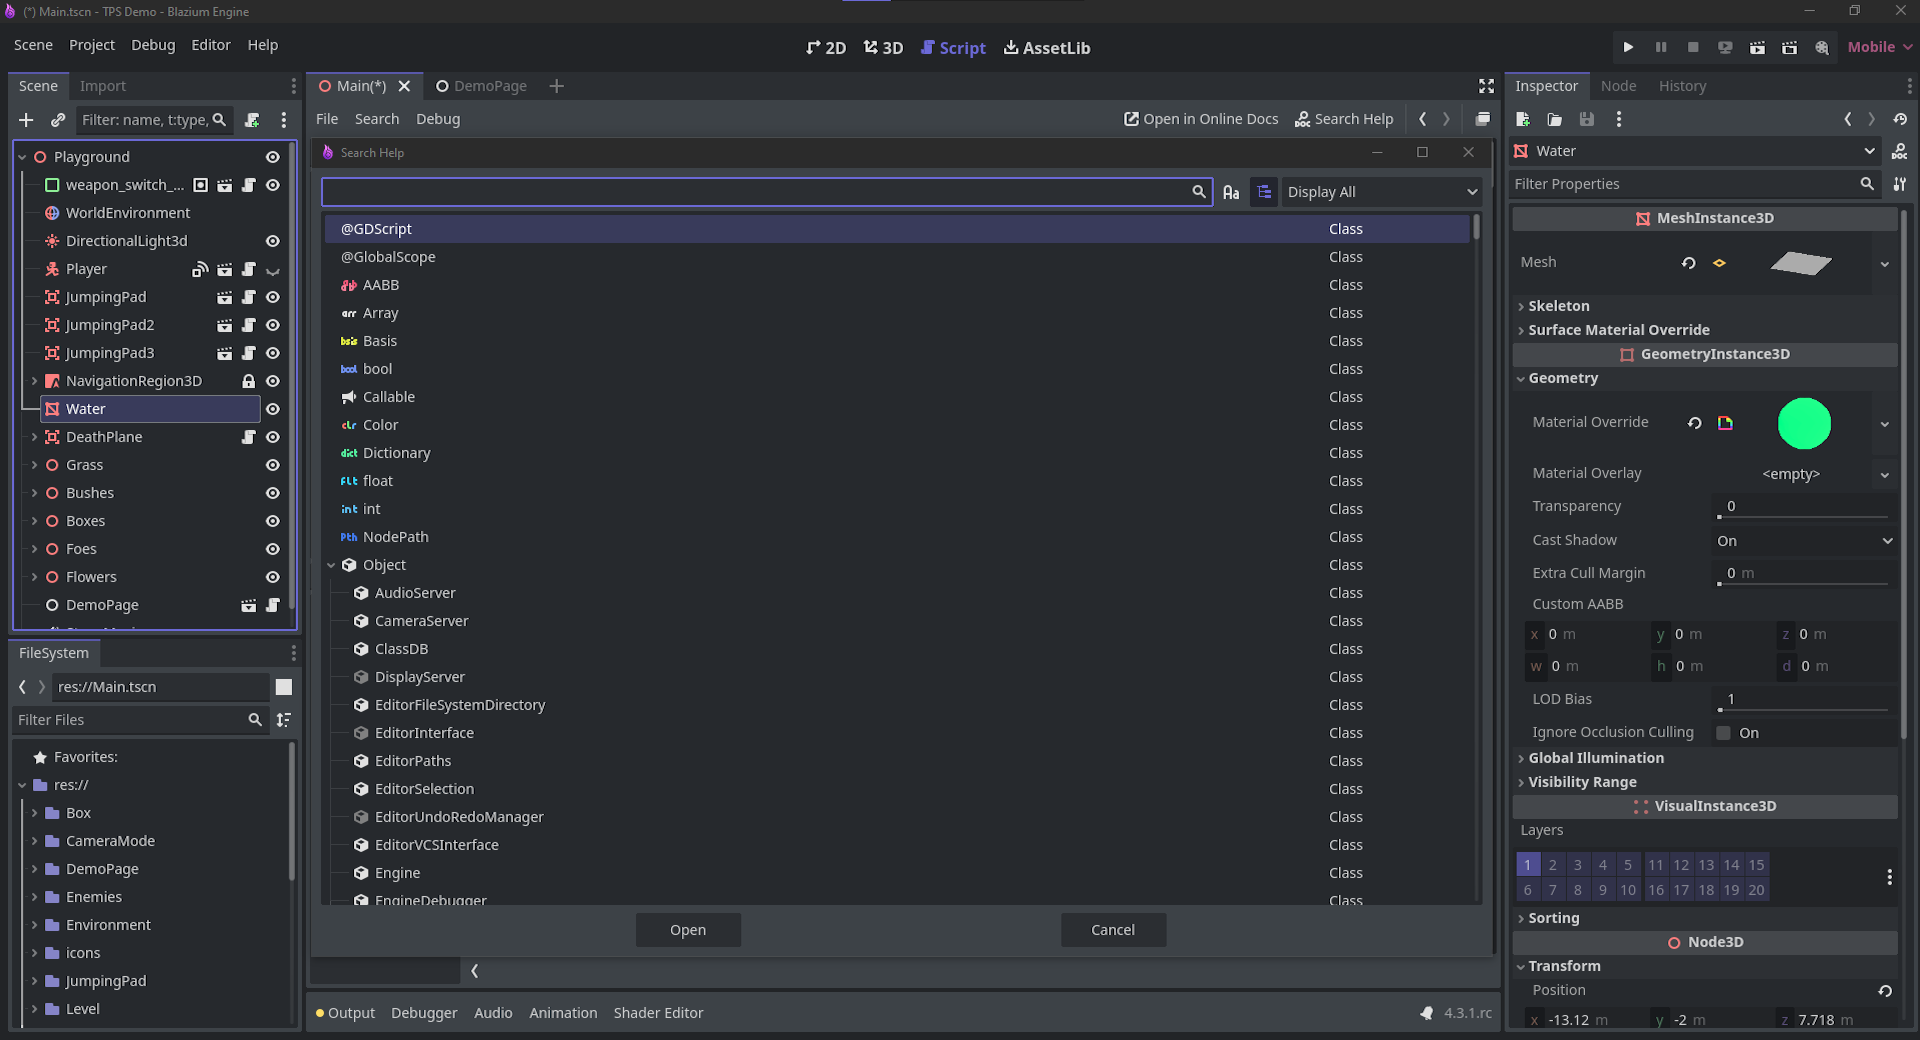 (*) Main.tscn - TPS Demo - Blazium Engine
Scene Project Debug Editor Help
2D 3D Script AssetLib
Mobile
Scene Import
Filter: name, t:type,
Playground
weapon_switch_...
WorldEnvironment
DirectionalLight3d
Player
JumpingPad
JumpingPad2
JumpingPad3
NavigationRegion3D
Water
DeathPlane
Grass
Bushes
Boxes
Foes
Flowers
DemoPage
FileSystem
res://Main.tscn
Filter Files
Favorites:
res://
Box
CameraMode
DemoPage
Enemies
Environment
icons
JumpingPad
Level
Main(*) DemoPage
File Search Debug
Open in Online Docs Search Help
Search Help
Aa Display All
@GDScript Class
@GlobalScope Class
AABB Class
arr Array Class
Basis Class
bool bool Class
Callable Class
clr Color Class
dict Dictionary Class
flt float Class
int int Class
Pth NodePath Class
Object Class
AudioServer Class
CameraServer Class
ClassDB Class
DisplayServer Class
EditorFileSystemDirectory Class
EditorInterface Class
EditorPaths Class
EditorSelection Class
EditorUndoRedoManager Class
EditorVCSInterface Class
Engine Class
EngineDebugger Class
Open Cancel
Output Debugger Audio Animation Shader Editor
4.3.1.rc
Inspector Node History
Water
DOC
Filter Properties
MeshInstance3D
Mesh
Skeleton
Surface Material Override
GeometryInstance3D
Geometry
Material Override
Material Overlay <empty>
Transparency 0
Cast Shadow On
Extra Cull Margin 0 m
Custom AABB
x 0 m y 0 m z 0 m
w 0 m h 0 m d 0 m
LOD Bias 1
Ignore Occlusion Culling On
Global Illumination
Visibility Range
VisualInstance3D
Layers
1 2 3 4 5 11 12 13 14 15
6 7 8 9 10 16 17 18 19 20
Sorting
Node3D
Transform
Position
x -13.12 m y -2 m z 7.718 m